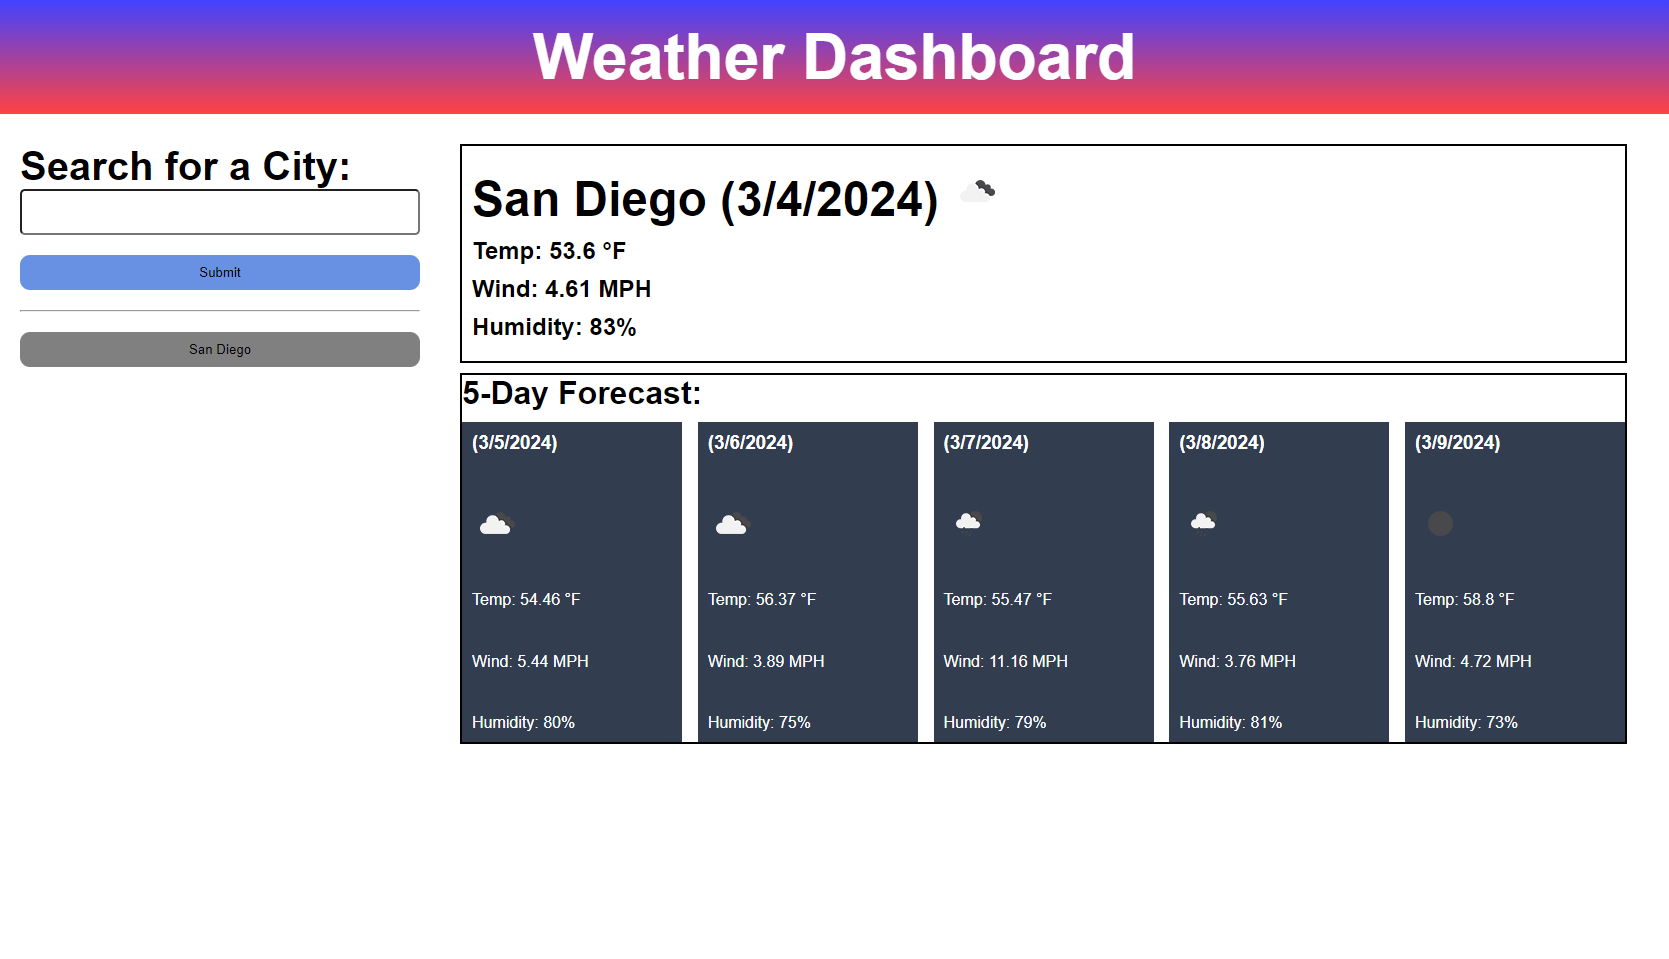 Weather Dashboard
Search for a City:
Submit
San Diego
San Diego (3/4/2024)
Temp: 53.6 °F
Wind: 4.61 MPH
Humidity: 83%
5-Day Forecast:
(3/5/2024)
Temp: 54.46 °F
Wind: 5.44 MPH
Humidity: 80%
(3/6/2024)
Temp: 56.37 °F
Wind: 3.89 MPH
Humidity: 75%
(3/7/2024)
Temp: 55.47 °F
Wind: 11.16 MPH
Humidity: 79%
(3/8/2024)
Temp: 55.63 °F
Wind: 3.76 MPH
Humidity: 81%
(3/9/2024)
Temp: 58.8 °F
Wind: 4.72 MPH
Humidity: 73%